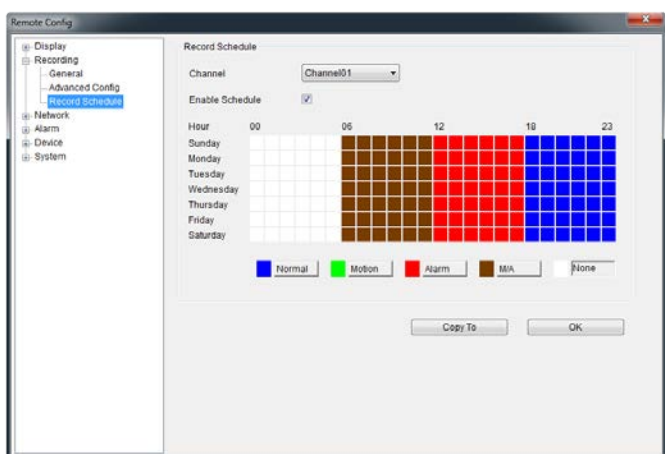 Remote Config
Display
Recording
General
Advanced Config
Record Schedule
Network
Alarm
Device
System
Record Schedule
Channel Channel01
Enable Schedule
Hour 00 06 12 18 23
Sunday
Monday
Tuesday
Wednesday
Thursday
Friday
Saturday
Normal Motion Alarm M/A None
Copy To OK